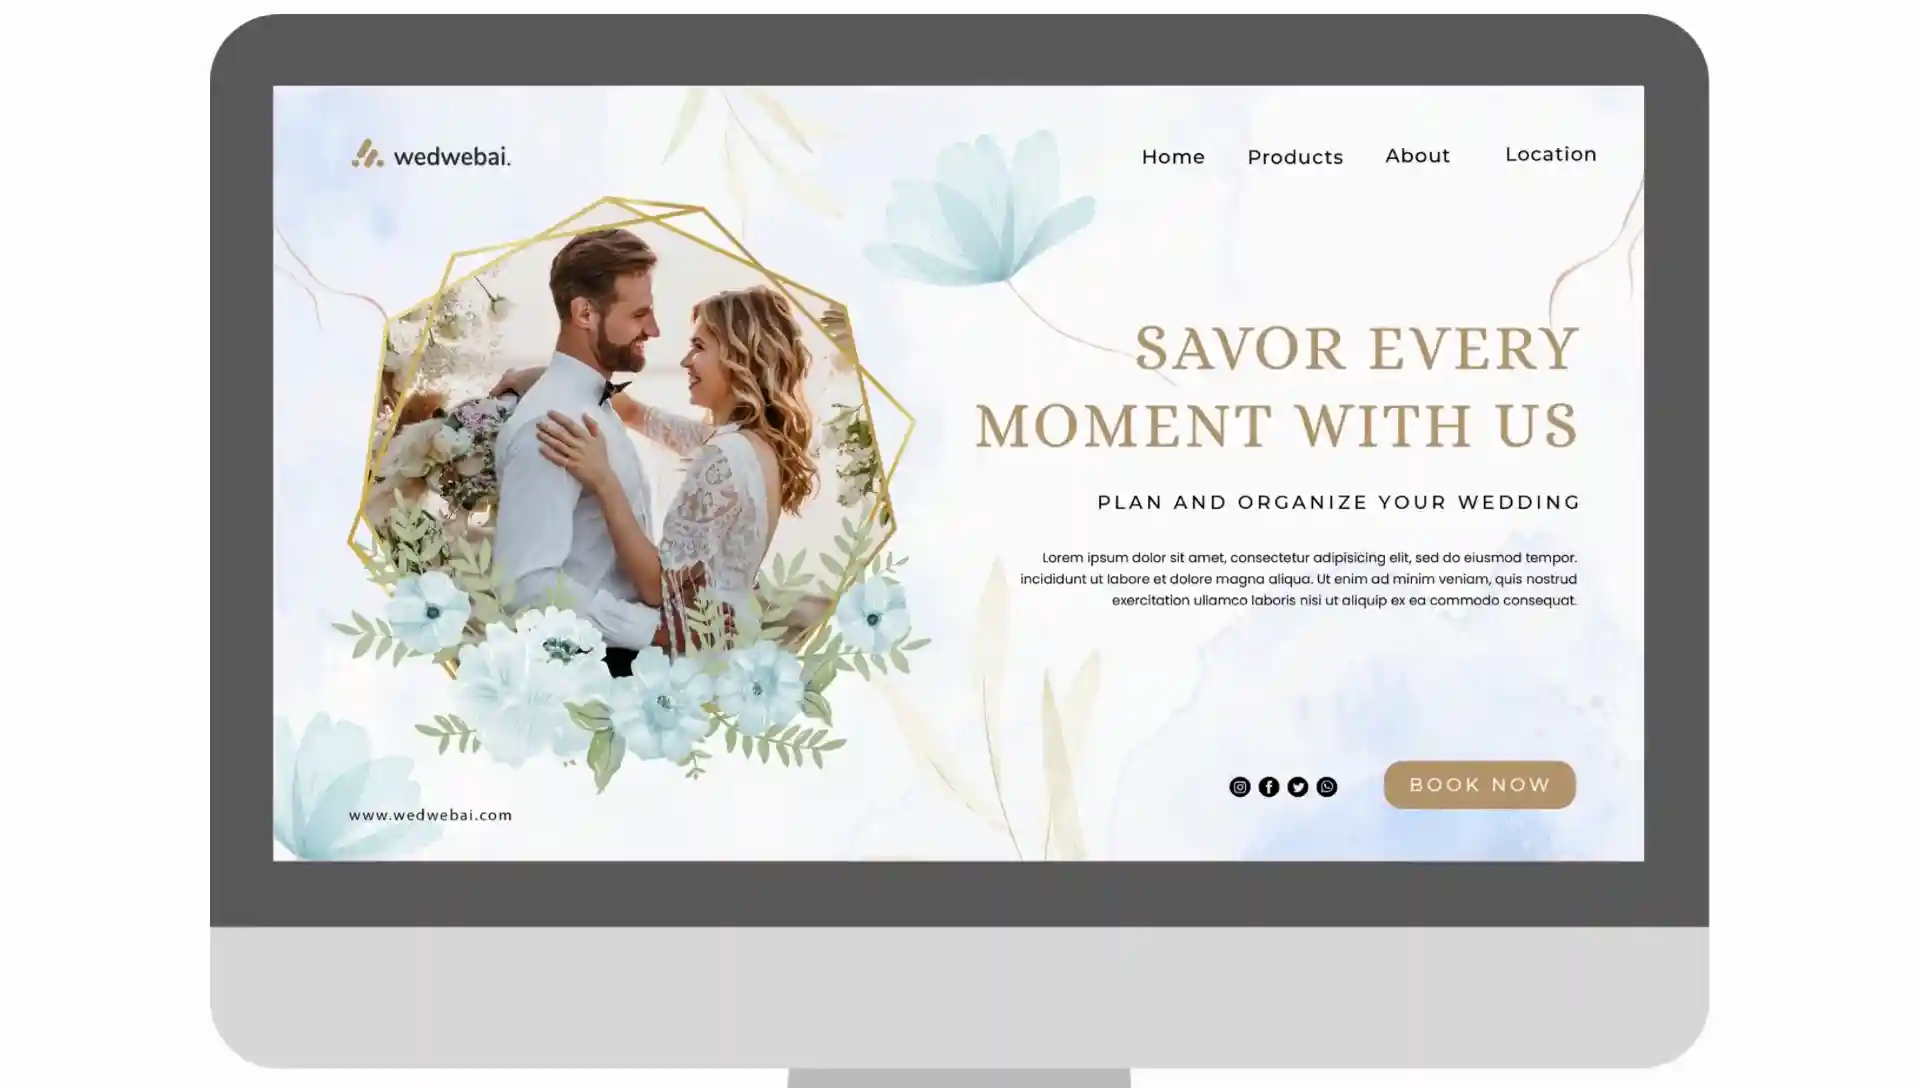 wedwebai.
Home Products About Location
SAVOR EVERY
MOMENT WITH US
PLAN AND ORGANIZE YOUR WEDDING
Lorem ipsum dolor sit amet, consectetur adipisicing elit, sed do eiusmod tempor.
incididunt ut labore et dolore magna aliqua. Ut enim ad minim veniam, quis nostrud
exercitation ullamco laboris nisi ut aliquip ex ea commodo consequat.
BOOK NOW
www.wedwebai.com